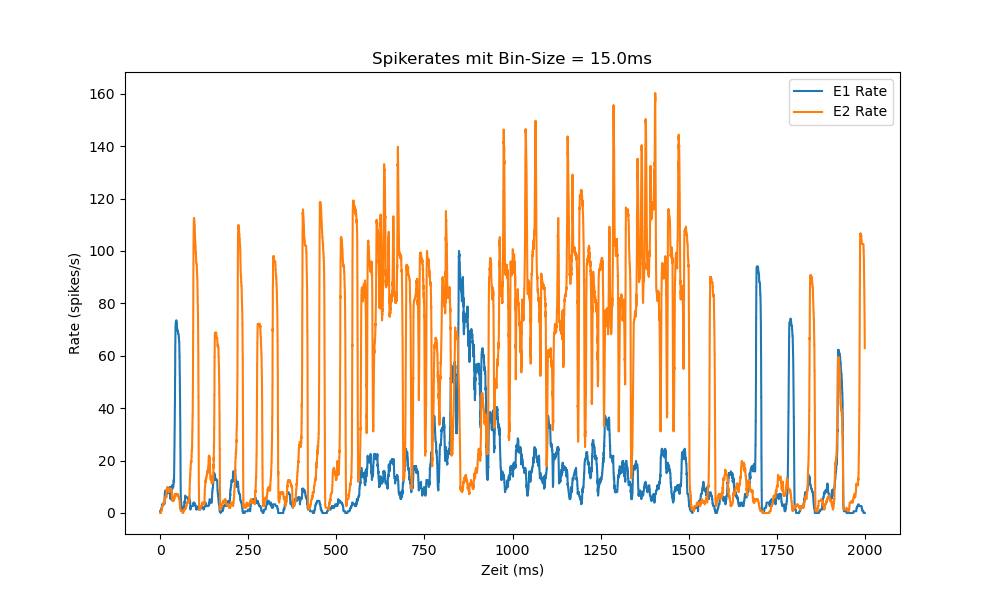 Spikerates mit Bin-Size = 15.0ms
E1 Rate
E2 Rate
Rate (spikes/s)
160
140
120
100
80
60
40
20
0
0 250 500 750 1000 1250 1500 1750 2000
Zeit (ms)